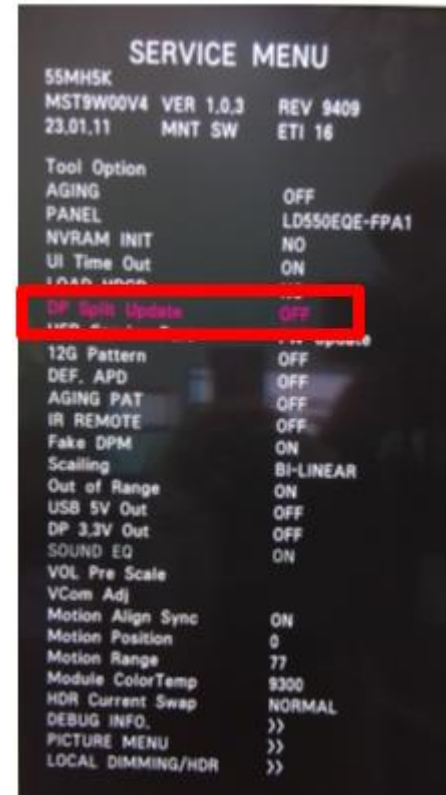 SERVICE MENU
55MH5K
MST9W00V4 VER 1.0.3 REV 9409
23.01.11 MNT SW ETI 16
Tool Option
AGING OFF
PANEL LD550EQE-FPA1
NVRAM INIT NO
UI Time Out ON
DP Split Update OFF
12G Pattern OFF
DEF. APD OFF
AGING PAT OFF
IR REMOTE OFF
Fake DPM ON
Scailing BI-LINEAR
Out of Range ON
USB 5V Out OFF
DP 3.3V Out OFF
SOUND EQ ON
VOL Pre Scale
VCom Adj
Motion Align Sync ON
Motion Position 0
Motion Range 77
Module ColorTemp 9300
HDR Current Swap NORMAL
DEBUG INFO. >>
PICTURE MENU >>
LOCAL DIMMING/HDR >>